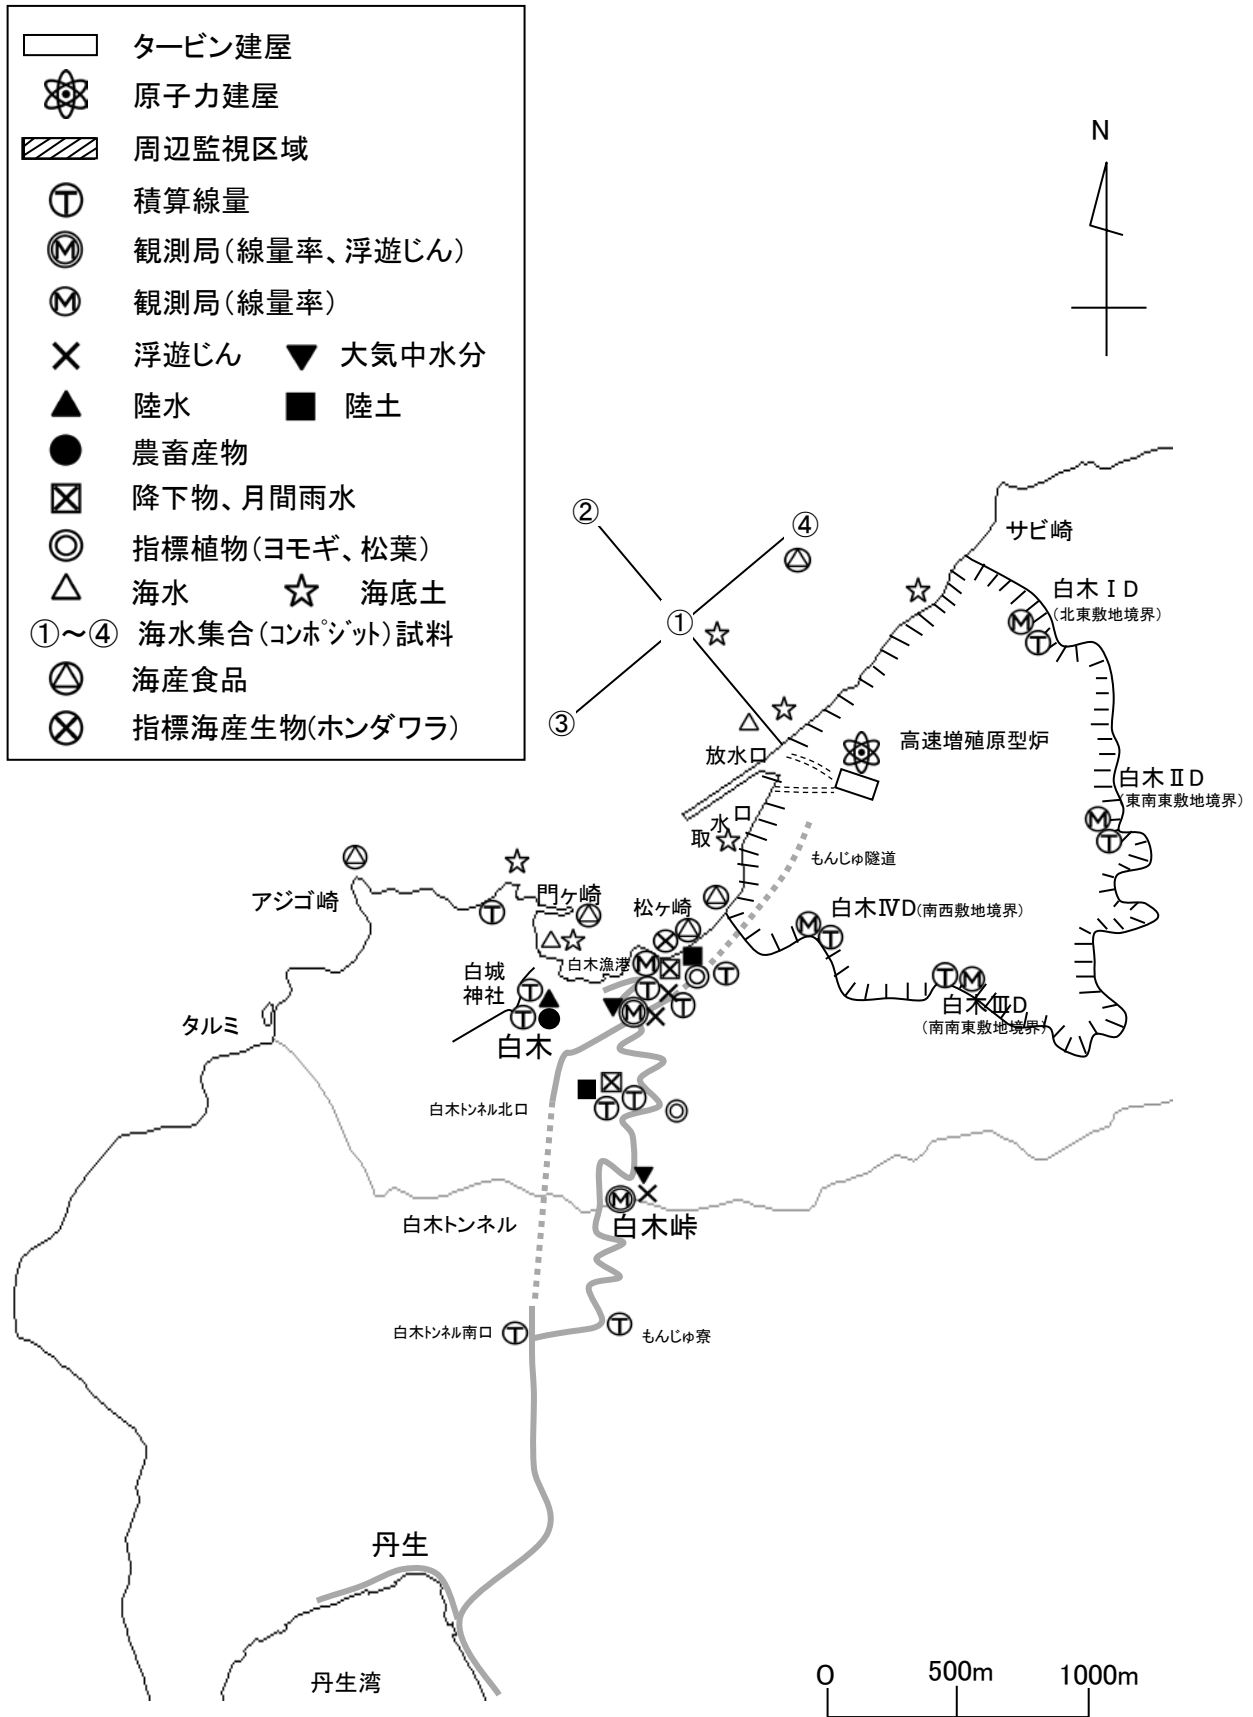 タービン建屋
原子力建屋
周辺監視区域
T 積算線量
M 観測局(線量率、浮遊じん)
M 観測局(線量率)
浮遊じん 大気中水分
陸水 陸土
農畜産物
降下物、月間雨水
指標植物(ヨモギ、松葉)
海水 海底土
①～④ 海水集合(コンポジット)試料
海産食品
指標海産生物(ホンダワラ)
N
②
④
①
③
サビ崎
白木ⅠD
(北東敷地境界)
M
T
高速増殖原型炉
放水口
取水口
白木ⅡD
(東南東敷地境界)
M
T
もんじゅ隧道
アジゴ崎
門ヶ崎
T
松ヶ崎
白木ⅣD(南西敷地境界)
M
T
白木漁港
M
T
T
T
M
白城
神社
T
T
白木
タルミ
T
M
白木ⅢD
(南南東敷地境界)
白木トンネル北口
T
T
M
白木峠
白木トンネル
白木トンネル南口
T
T
もんじゅ寮
丹生
丹生湾
0 500m 1000m